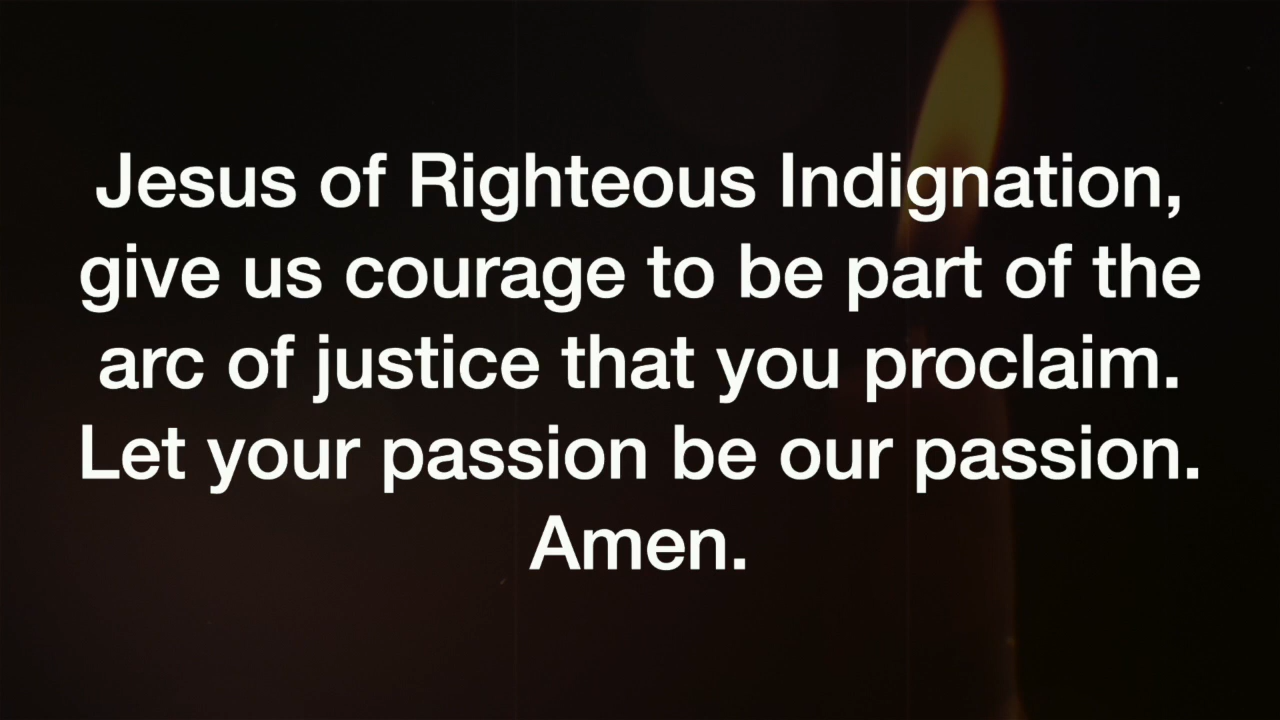 Jesus of Righteous Indignation,
give us courage to be part of the
arc of justice that you proclaim.
Let your passion be our passion.
Amen.